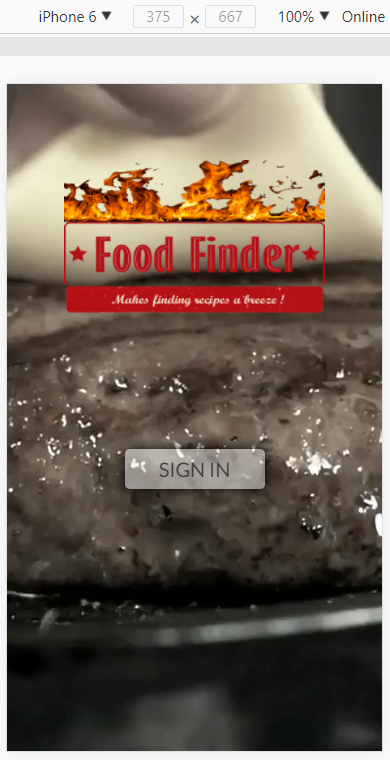 iPhone 6 ▼ 375 × 667 100% ▼ Online
★ Food Finder ★
Makes finding recipes a breeze !
SIGN IN